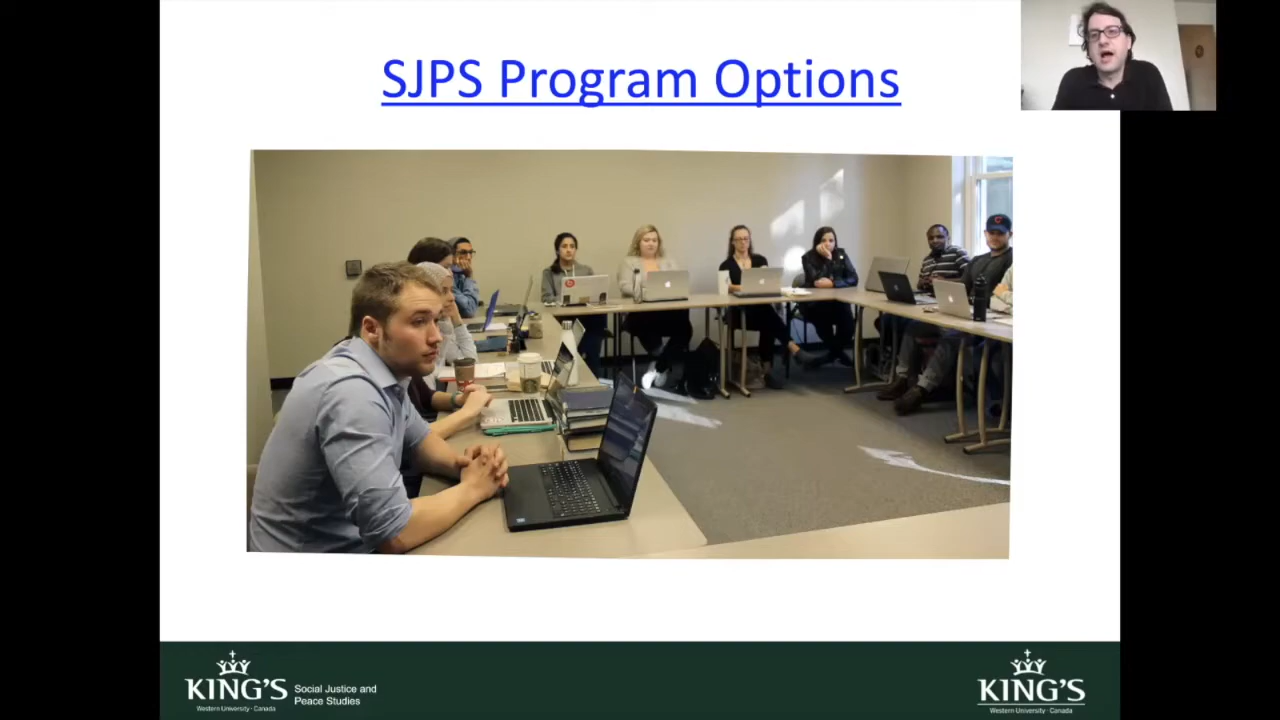 SJPS Program Options
KING'S
Western University · Canada
Social Justice and
Peace Studies
KING'S
Western University · Canada